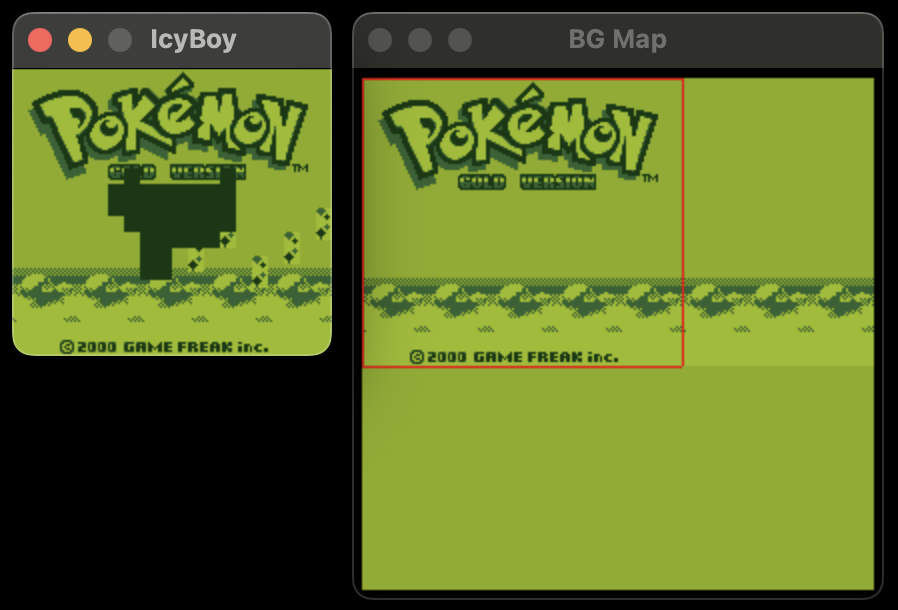 IcyBoy
POKéMON
TM
GOLD VERSION
©2000 GAME FREAK inc.
BG Map
POKéMON
TM
GOLD VERSION
©2000 GAME FREAK inc.